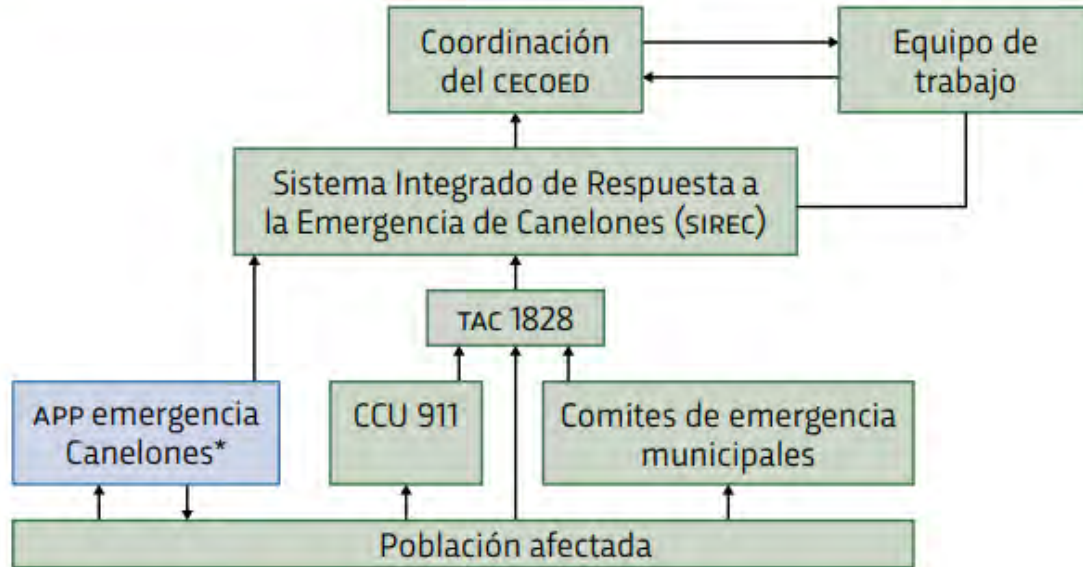 Coordinación
del CECOED
Equipo de
trabajo
Sistema Integrado de Respuesta a
la Emergencia de Canelones (SIREC)
TAC 1828
APP emergencia
Canelones*
CCU 911
Comites de emergencia
municipales
Población afectada